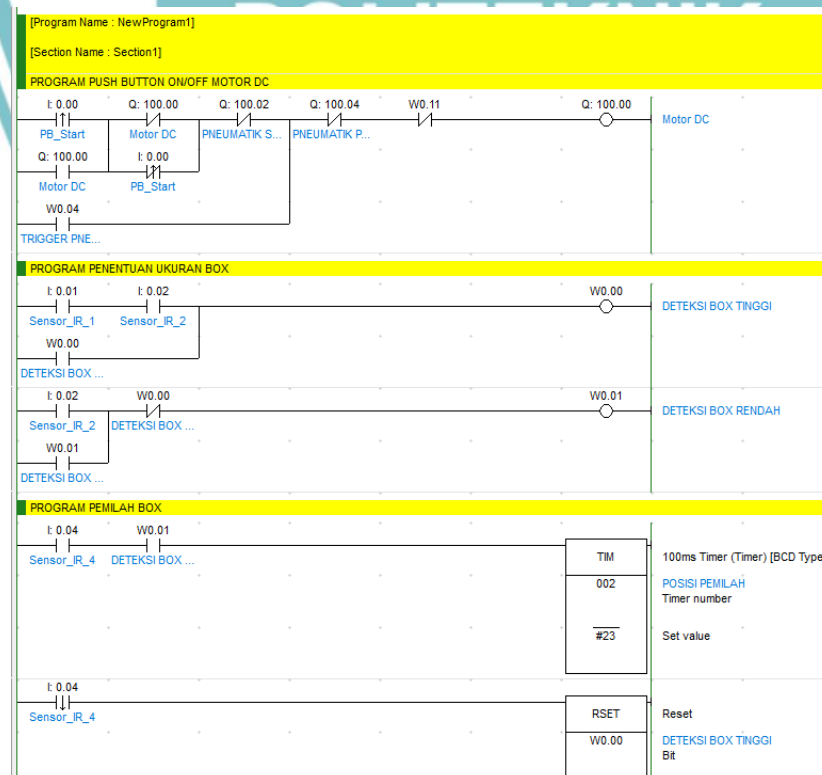 POLITEKNIK
[Program Name : NewProgram1]
[Section Name : Section1]
PROGRAM PUSH BUTTON ON/OFF MOTOR DC
I: 0.00 Q: 100.00 Q: 100.02 Q: 100.04 W0.11 Q: 100.00
PB_Start Motor DC PNEUMATIK S... PNEUMATIK P... Motor DC
Q: 100.00 I: 0.00
Motor DC PB_Start
W0.04
TRIGGER PNE...
PROGRAM PENENTUAN UKURAN BOX
I: 0.01 I: 0.02 W0.00
Sensor_IR_1 Sensor_IR_2 DETEKSI BOX TINGGI
W0.00
DETEKSI BOX ...
I: 0.02 W0.00 W0.01
Sensor_IR_2 DETEKSI BOX ... DETEKSI BOX RENDAH
W0.01
DETEKSI BOX ...
PROGRAM PEMILAH BOX
I: 0.04 W0.01
Sensor_IR_4 DETEKSI BOX ... TIM 100ms Timer (Timer) [BCD Type
002 POSISI PEMILAH
Timer number
#23 Set value
I: 0.04
Sensor_IR_4 RSET Reset
W0.00 DETEKSI BOX TINGGI
Bit